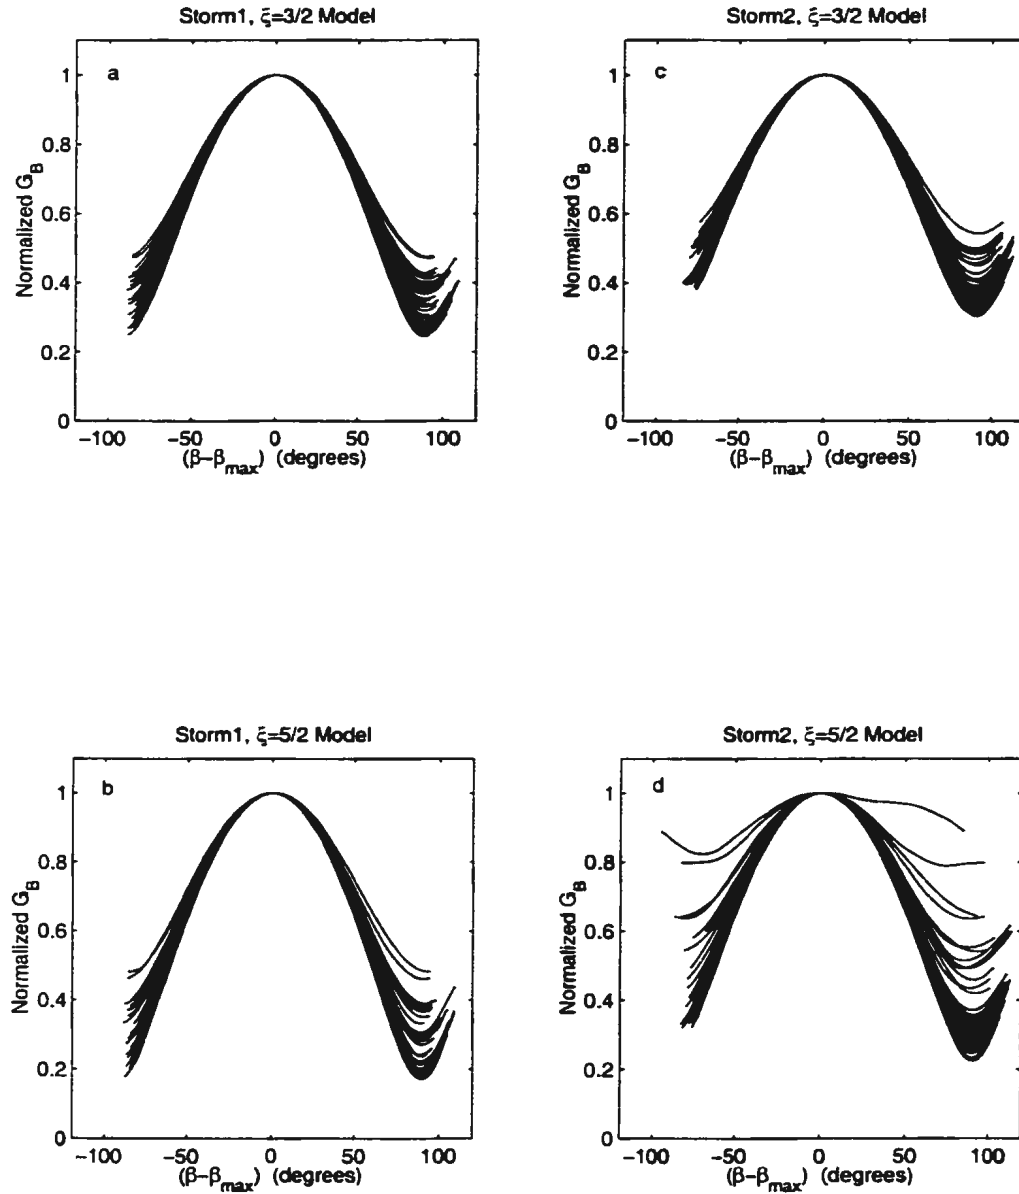 Storm1, ξ=3/2 Model
a
1
0.8
0.6
0.4
0.2
0
Normalized G_B
−100 −50 0 50 100
(β−β_max) (degrees)
Storm2, ξ=3/2 Model
c
1
0.8
0.6
0.4
0.2
0
Normalized G_B
−100 −50 0 50 100
(β−β_max) (degrees)
Storm1, ξ=5/2 Model
b
1
0.8
0.6
0.4
0.2
0
Normalized G_B
−100 −50 0 50 100
(β−β_max) (degrees)
Storm2, ξ=5/2 Model
d
1
0.8
0.6
0.4
0.2
0
Normalized G_B
−100 −50 0 50 100
(β−β_max) (degrees)